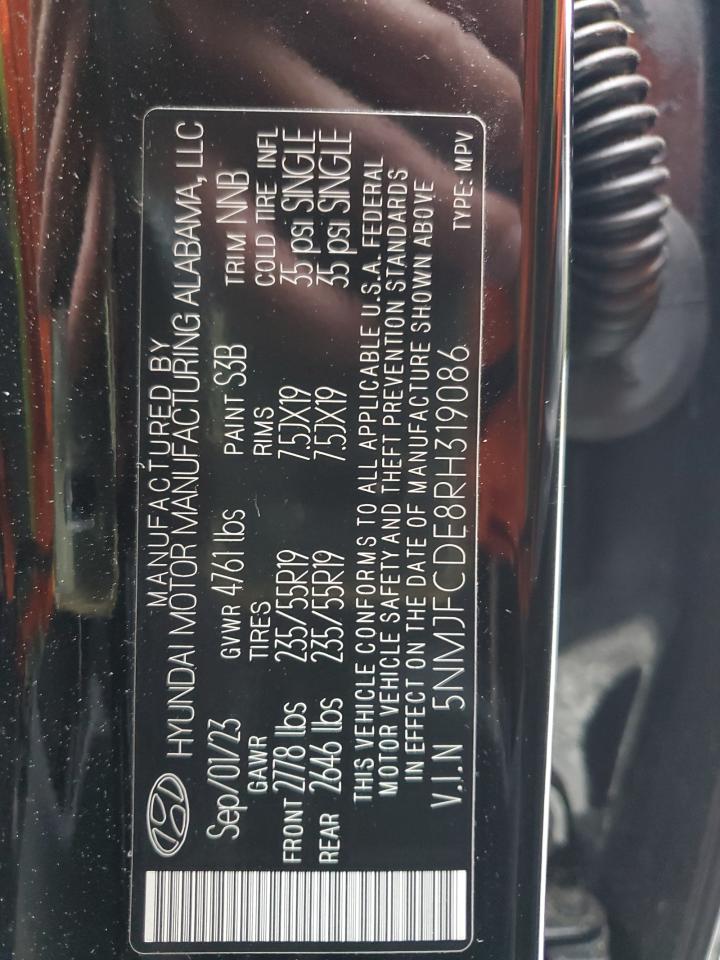 MANUFACTURED BY
HYUNDAI MOTOR MANUFACTURING ALABAMA, LLC
Sep/01/23 GVWR 4761 lbs PAINT S3B TRIM NNB
GAWR TIRES RIMS COLD TIRE INFL
FRONT 2778 lbs 235/55R19 7.5JX19 35 psi SINGLE
REAR 2646 lbs 235/55R19 7.5JX19 35 psi SINGLE
THIS VEHICLE CONFORMS TO ALL APPLICABLE U.S.A. FEDERAL
MOTOR VEHICLE SAFETY AND THEFT PREVENTION STANDARDS
IN EFFECT ON THE DATE OF MANUFACTURE SHOWN ABOVE
V.I.N 5NMJFCDE8RH319086 TYPE: MPV